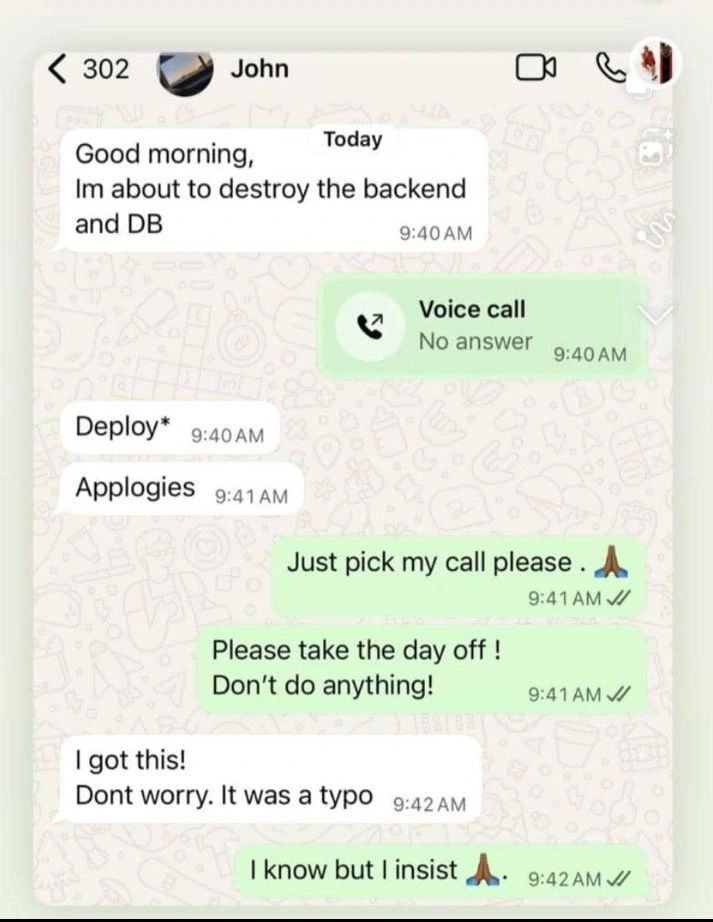 302
John
Today
Good morning,
Im about to destroy the backend
and DB
9:40 AM
Voice call
No answer
9:40 AM
Deploy*
9:40 AM
Applogies
9:41 AM
Just pick my call please . 🙏🏾
9:41 AM
Please take the day off !
Don't do anything!
9:41 AM
I got this!
Dont worry. It was a typo
9:42 AM
I know but I insist 🙏🏾.
9:42 AM